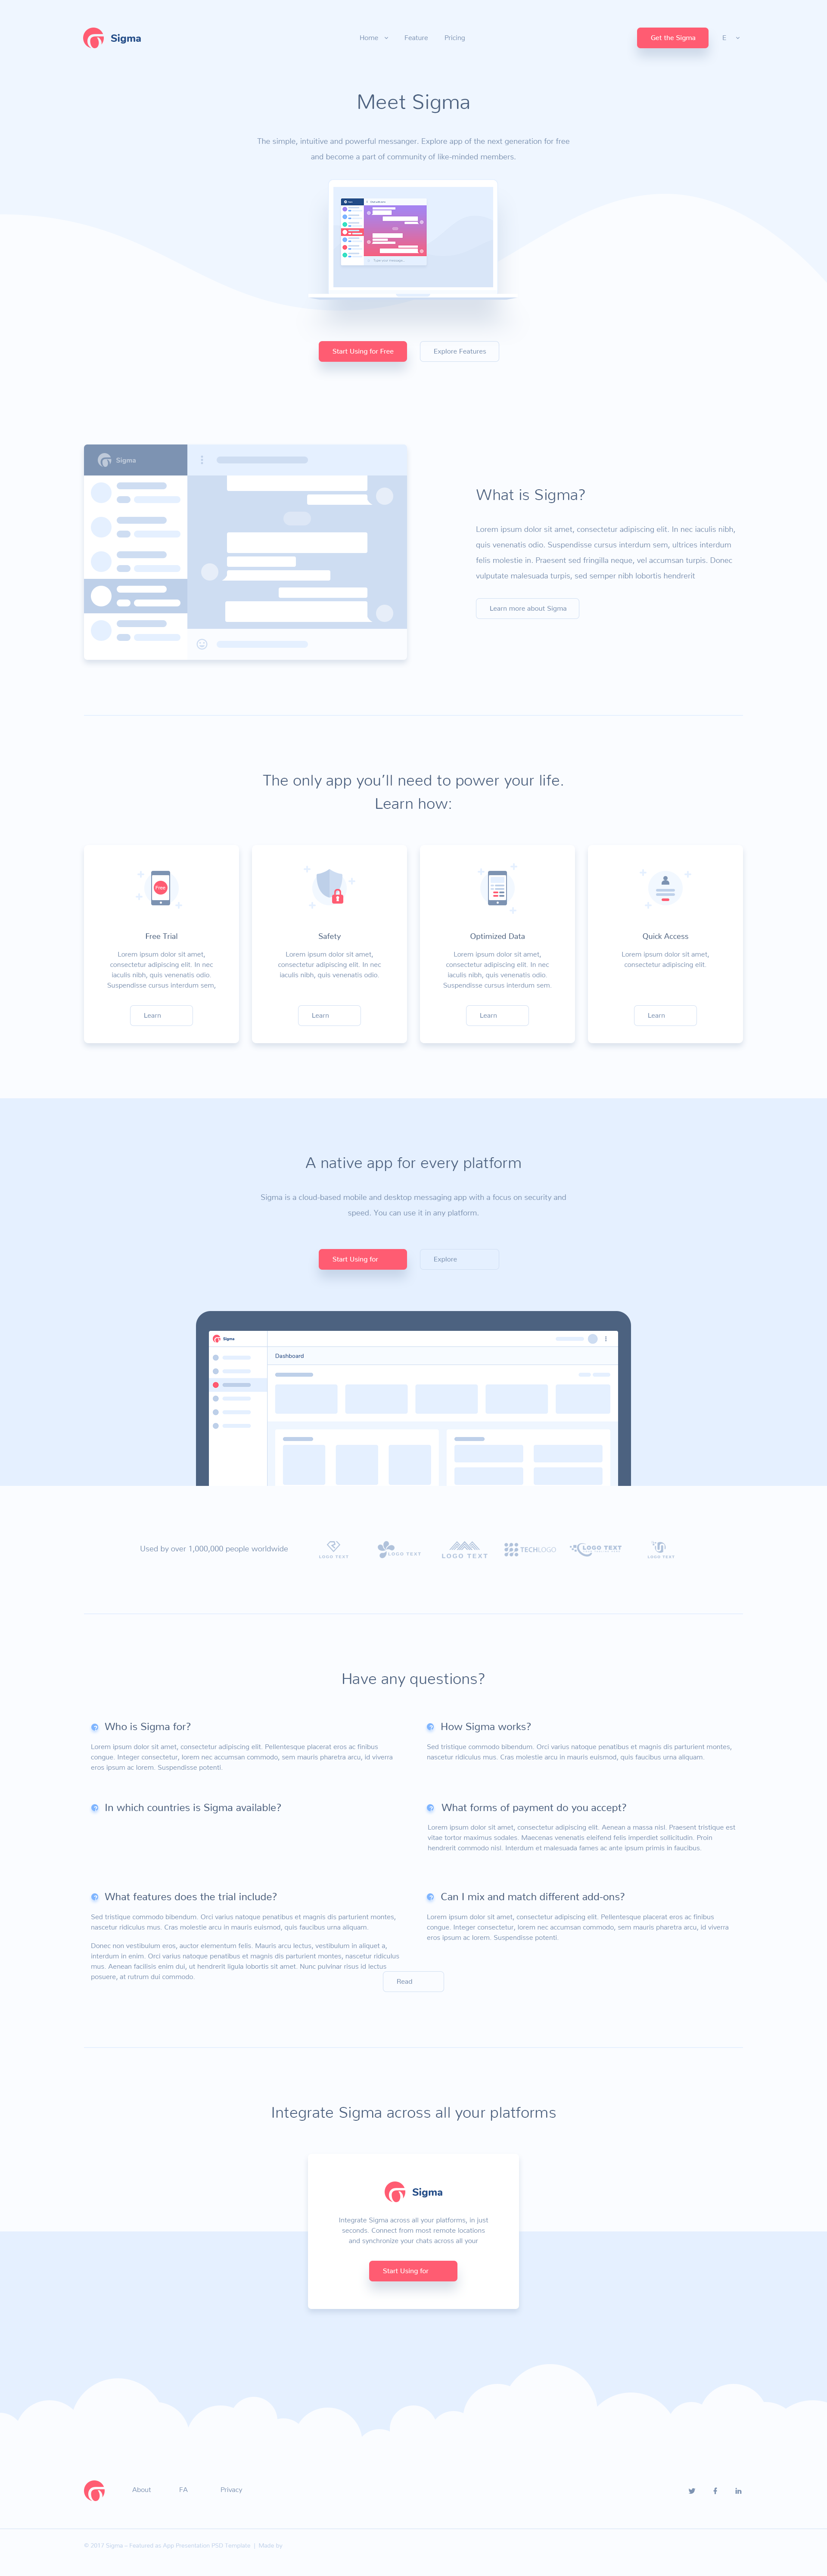 Sigma
Home
Feature
Pricing
Get the Sigma
E
Meet Sigma
The simple, intuitive and powerful messanger. Explore app of the next generation for free
and become a part of community of like-minded members.
Start Using for Free
Explore Features
Sigma
What is Sigma?
Lorem ipsum dolor sit amet, consectetur adipiscing elit. In nec iaculis nibh,
quis venenatis odio. Suspendisse cursus interdum sem, ultrices interdum
felis molestie in. Praesent sed fringilla neque, vel accumsan turpis. Donec
vulputate malesuada turpis, sed semper nibh lobortis hendrerit
Learn more about Sigma
The only app you’ll need to power your life.
Learn how:
Free
Free Trial
Lorem ipsum dolor sit amet,
consectetur adipiscing elit. In nec
iaculis nibh, quis venenatis odio.
Suspendisse cursus interdum sem,
Learn
Safety
Lorem ipsum dolor sit amet,
consectetur adipiscing elit. In nec
iaculis nibh, quis venenatis odio.
Learn
Optimized Data
Lorem ipsum dolor sit amet,
consectetur adipiscing elit. In nec
iaculis nibh, quis venenatis odio.
Suspendisse cursus interdum sem.
Learn
Quick Access
Lorem ipsum dolor sit amet,
consectetur adipiscing elit.
Learn
A native app for every platform
Sigma is a cloud-based mobile and desktop messaging app with a focus on security and
speed. You can use it in any platform.
Start Using for
Explore
Sigma
Dashboard
Used by over 1,000,000 people worldwide
LOGO TEXT
LOGO TEXT
LOGO TEXT
TECHLOGO
LOGO TEXT
LOGO TEXT
Have any questions?
Who is Sigma for?
Lorem ipsum dolor sit amet, consectetur adipiscing elit. Pellentesque placerat eros ac finibus
congue. Integer consectetur, lorem nec accumsan commodo, sem mauris pharetra arcu, id viverra
eros ipsum ac lorem. Suspendisse potenti.
How Sigma works?
Sed tristique commodo bibendum. Orci varius natoque penatibus et magnis dis parturient montes,
nascetur ridiculus mus. Cras molestie arcu in mauris euismod, quis faucibus urna aliquam.
In which countries is Sigma available?
What forms of payment do you accept?
Lorem ipsum dolor sit amet, consectetur adipiscing elit. Aenean a massa nisl. Praesent tristique est
vitae tortor maximus sodales. Maecenas venenatis eleifend felis imperdiet sollicitudin. Proin
hendrerit commodo nisl. Interdum et malesuada fames ac ante ipsum primis in faucibus.
What features does the trial include?
Sed tristique commodo bibendum. Orci varius natoque penatibus et magnis dis parturient montes,
nascetur ridiculus mus. Cras molestie arcu in mauris euismod, quis faucibus urna aliquam.
Donec non vestibulum eros, auctor elementum felis. Mauris arcu lectus, vestibulum in aliquet a,
interdum in enim. Orci varius natoque penatibus et magnis dis parturient montes, nascetur ridiculus
mus. Aenean facilisis enim dui, ut hendrerit ligula lobortis sit amet. Nunc pulvinar risus id lectus
posuere, at rutrum dui commodo.
Can I mix and match different add-ons?
Lorem ipsum dolor sit amet, consectetur adipiscing elit. Pellentesque placerat eros ac finibus
congue. Integer consectetur, lorem nec accumsan commodo, sem mauris pharetra arcu, id viverra
eros ipsum ac lorem. Suspendisse potenti.
Read
Integrate Sigma across all your platforms
Sigma
Integrate Sigma across all your platforms, in just
seconds. Connect from most remote locations
and synchronize your chats across all your
Start Using for
About
FA
Privacy
© 2017 Sigma – Featured as App Presentation PSD Template | Made by